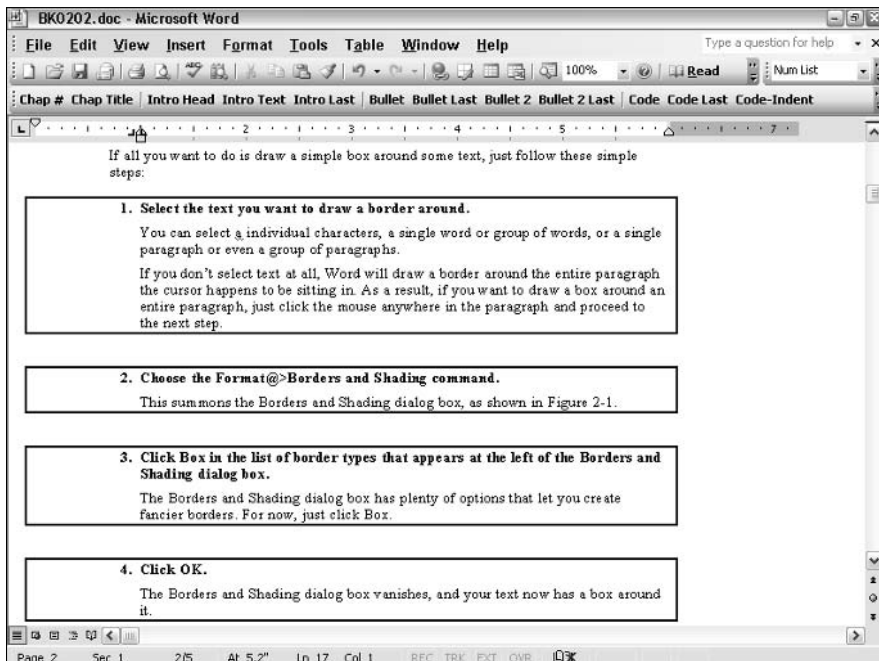 BK0202.doc - Microsoft Word
File Edit View Insert Format Tools Table Window Help Type a question for help
100% Read Num List
Chap # Chap Title Intro Head Intro Text Intro Last Bullet Bullet Last Bullet 2 Bullet 2 Last Code Code Last Code-Indent
1 2 3 4 5 7
If all you want to do is draw a simple box around some text, just follow these simple
steps:
1. Select the text you want to draw a border around.
You can select a individual characters, a single word or group of words, or a single
paragraph or even a group of paragraphs.
If you don't select text at all, Word will draw a border around the entire paragraph
the cursor happens to be sitting in. As a result, if you want to draw a box around an
entire paragraph, just click the mouse anywhere in the paragraph and proceed to
the next step.
2. Choose the Format@>Borders and Shading command.
This summons the Borders and Shading dialog box, as shown in Figure 2-1.
3. Click Box in the list of border types that appears at the left of the Borders and
Shading dialog box.
The Borders and Shading dialog box has plenty of options that let you create
fancier borders. For now, just click Box.
4. Click OK.
The Borders and Shading dialog box vanishes, and your text now has a box around
it.
Page 2 Sec 1 2/5 At 5.2" Ln 17 Col 1 REC TRK EXT OVR